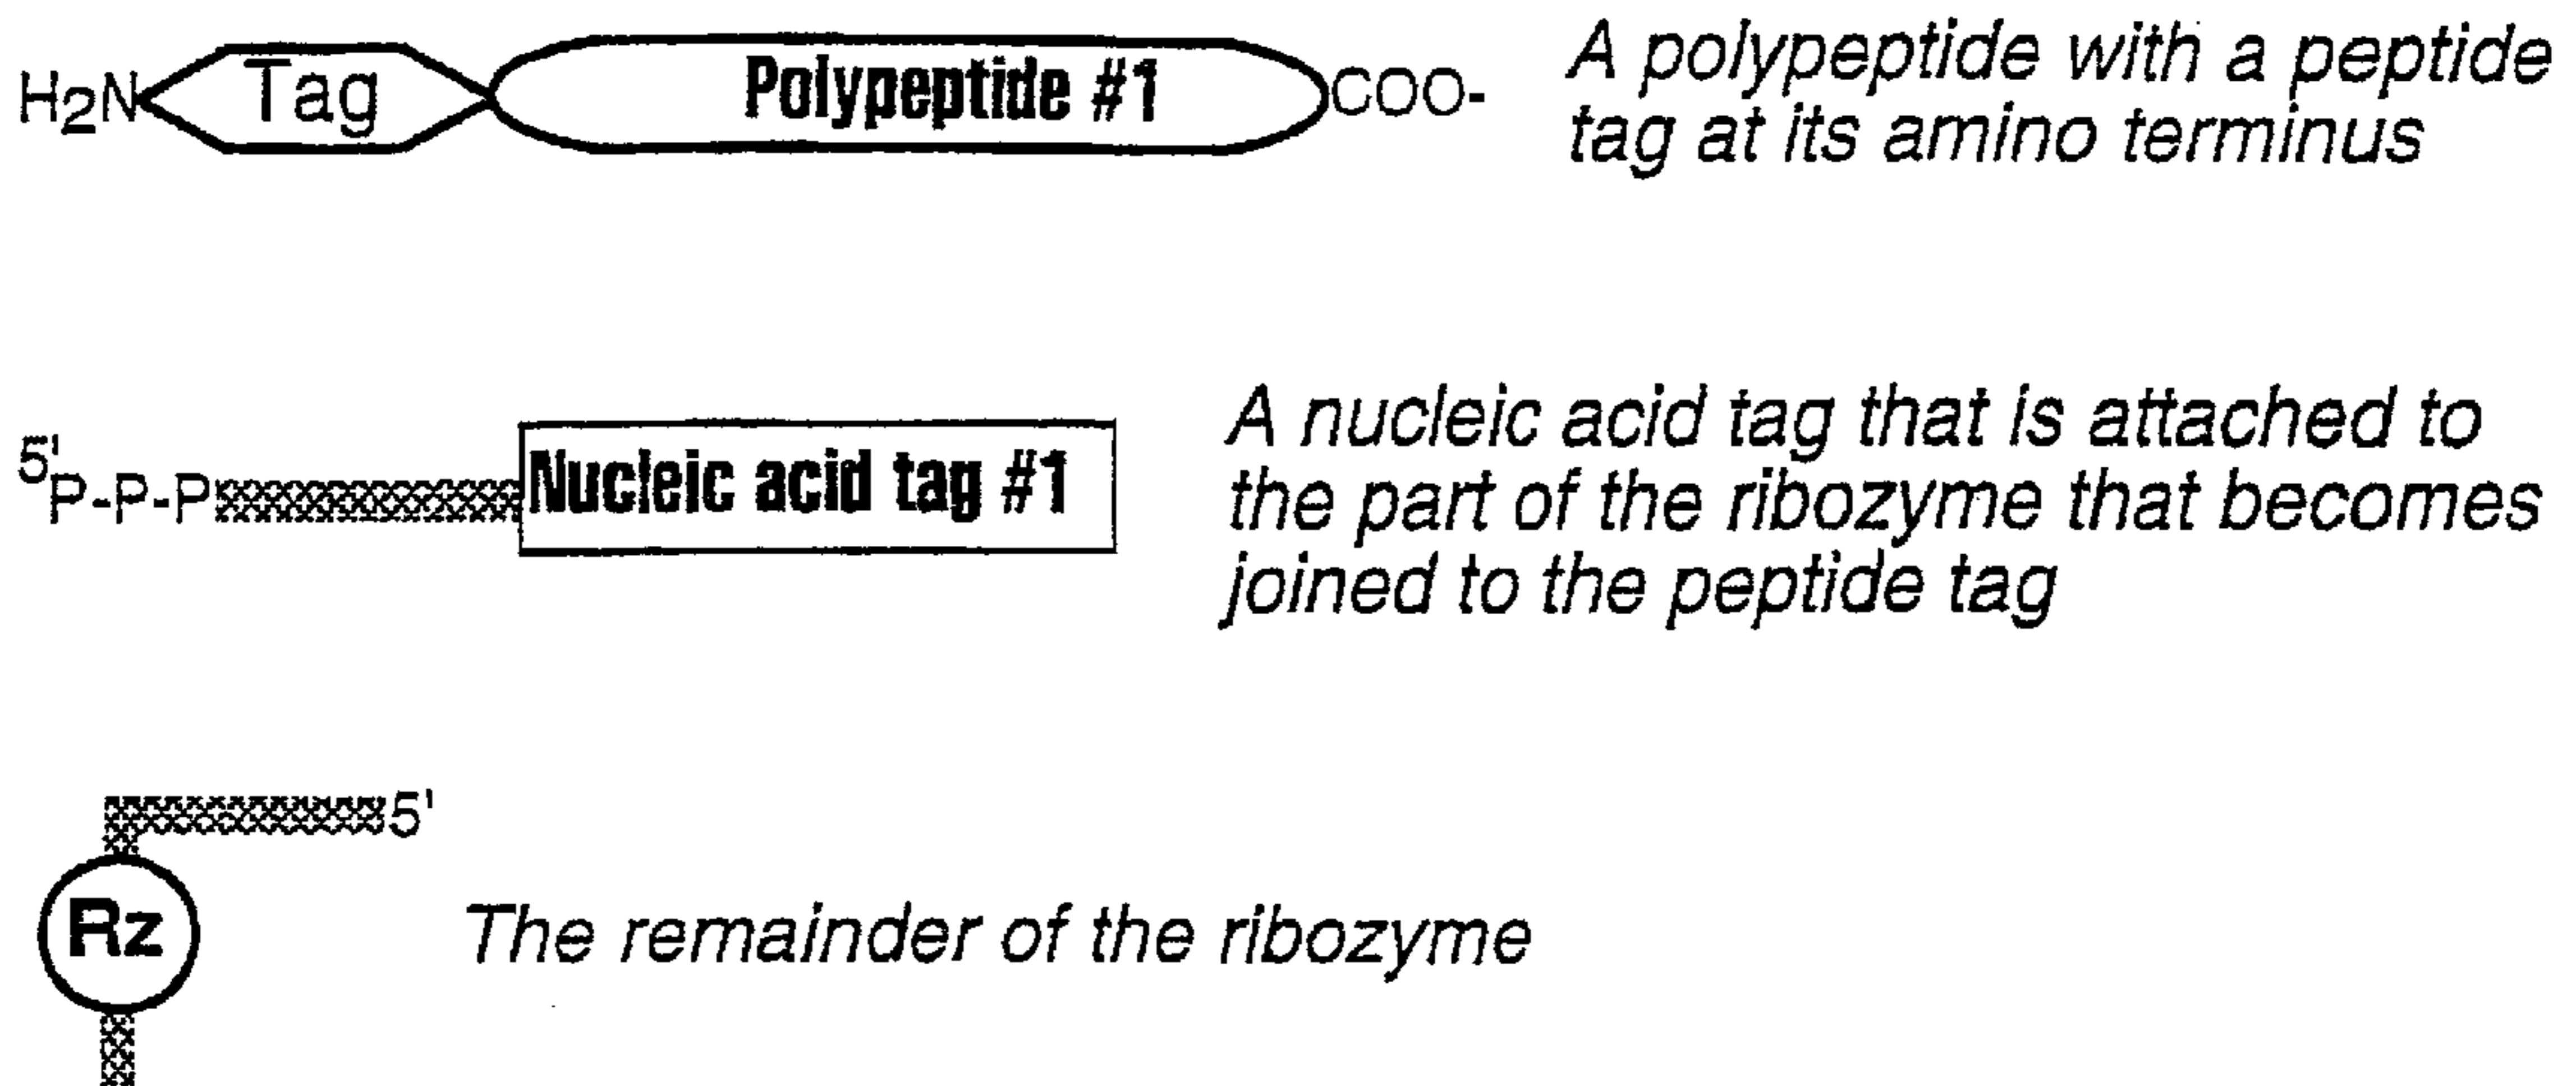 H2N Tag Polypeptide #1 COO-
A polypeptide with a peptide
tag at its amino terminus
5'P-P-P Nucleic acid tag #1
A nucleic acid tag that is attached to
the part of the ribozyme that becomes
joined to the peptide tag
5'
Rz
The remainder of the ribozyme